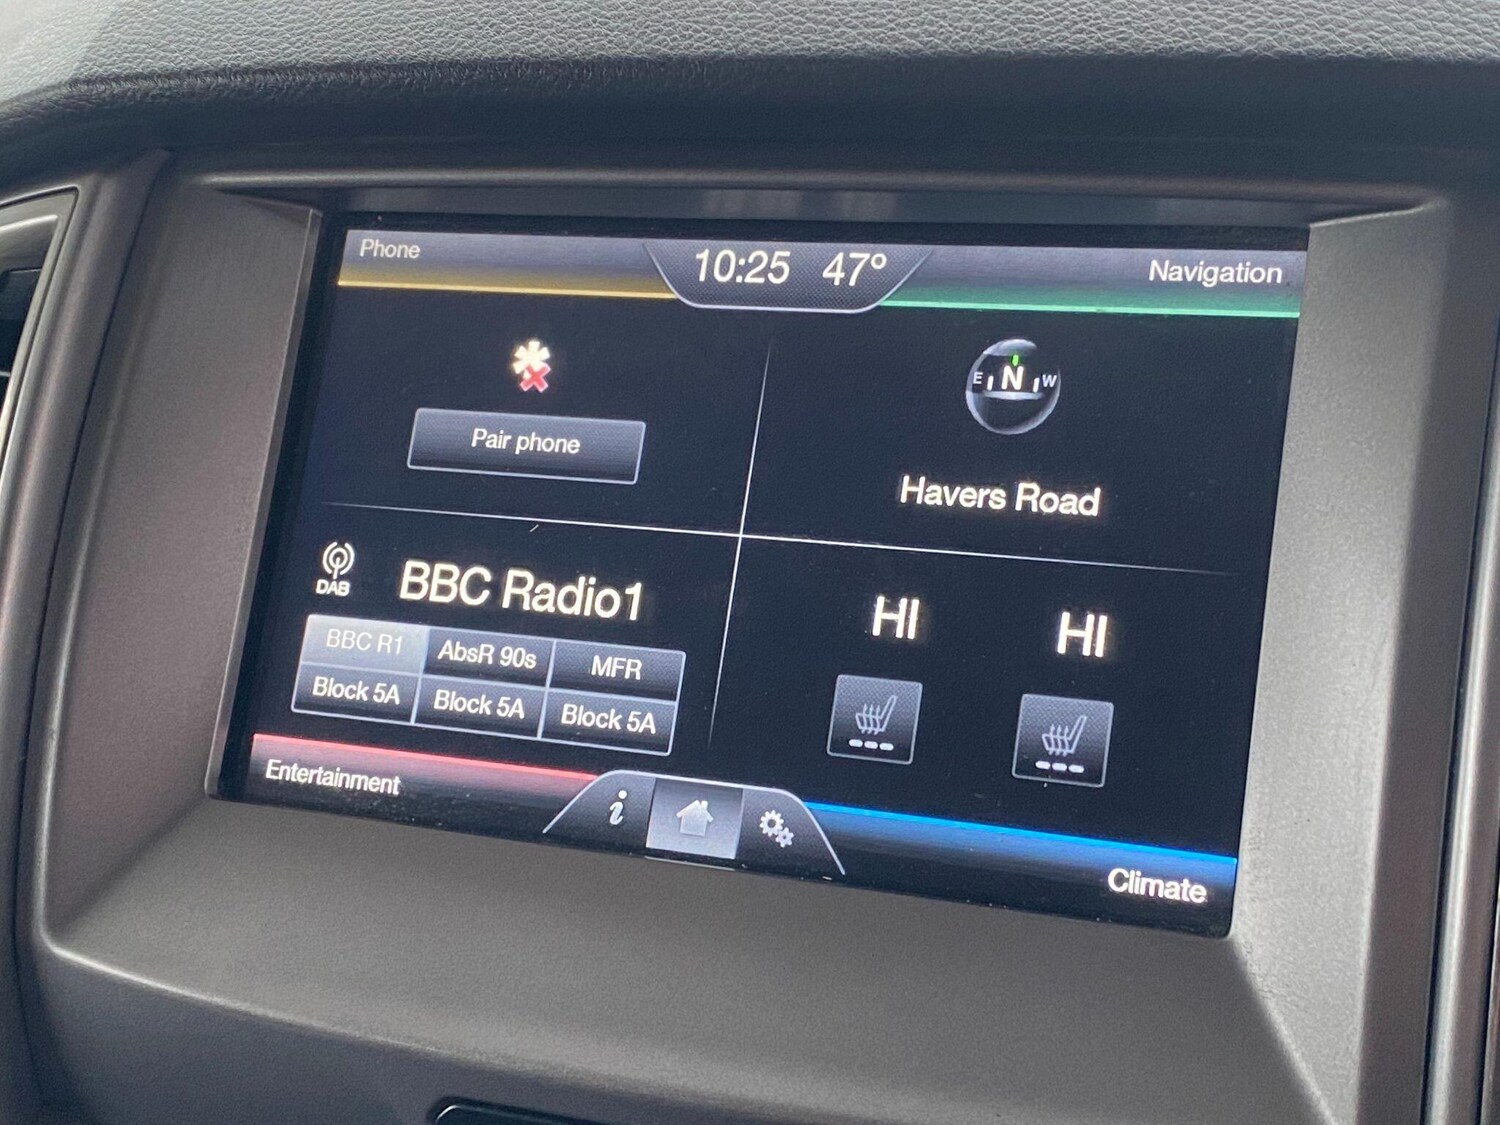 Phone
10:25 47°
Navigation
Pair phone
E N W
Havers Road
DAB
BBC Radio1
BBC R1 AbsR 90s MFR
Block 5A Block 5A Block 5A
HI HI
Entertainment
i
Climate